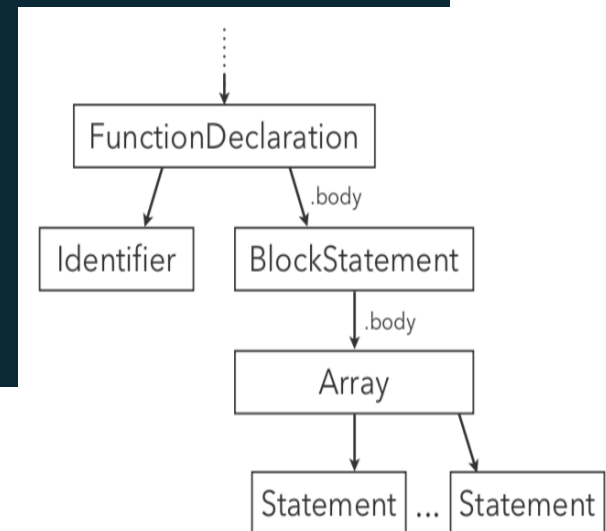 FunctionDeclaration
.body
Identifier
BlockStatement
.body
Array
Statement ... Statement